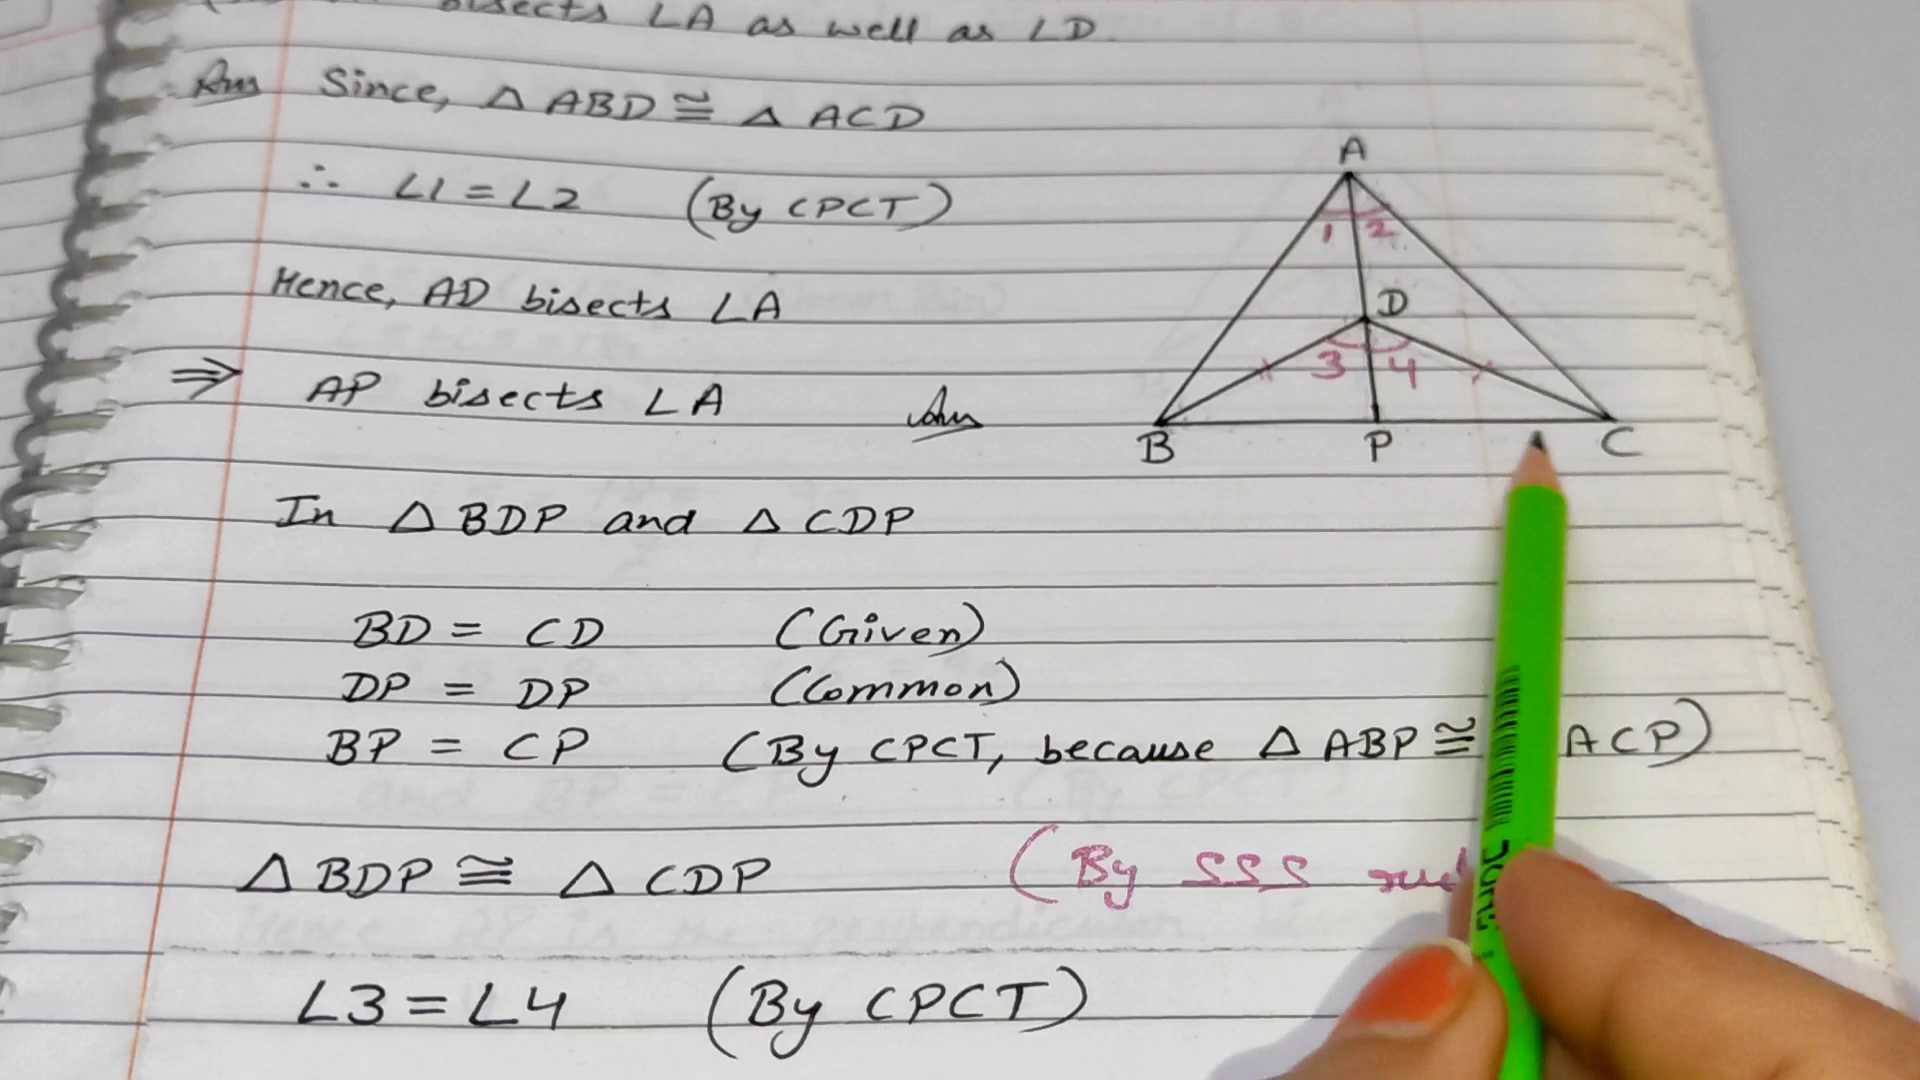 bisects ∠A as well as ∠D.
Ans Since, △ABD ≅ △ACD
∴ ∠1 = ∠2 (By CPCT)
Hence, AD bisects ∠A
⇒ AP bisects ∠A Ans
In △BDP and △CDP
BD = CD (Given)
DP = DP (Common)
BP = CP (By CPCT, because △ABP ≅ ACP)
△BDP ≅ △CDP (By SSS
∠3 = ∠4 (By CPCT)
A
1 2
D
3 4
B P C